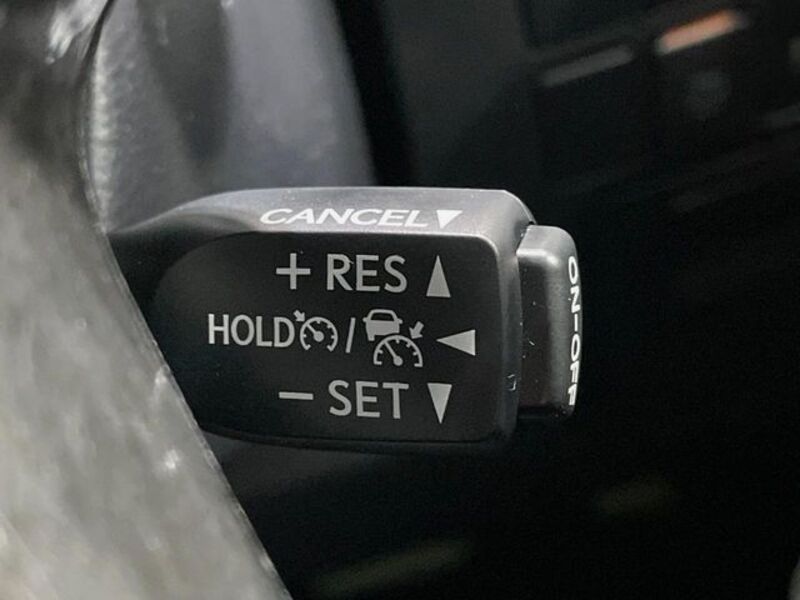 CANCEL▼
+ RES ▲
HOLD / ◀
− SET ▼
ON-OFF